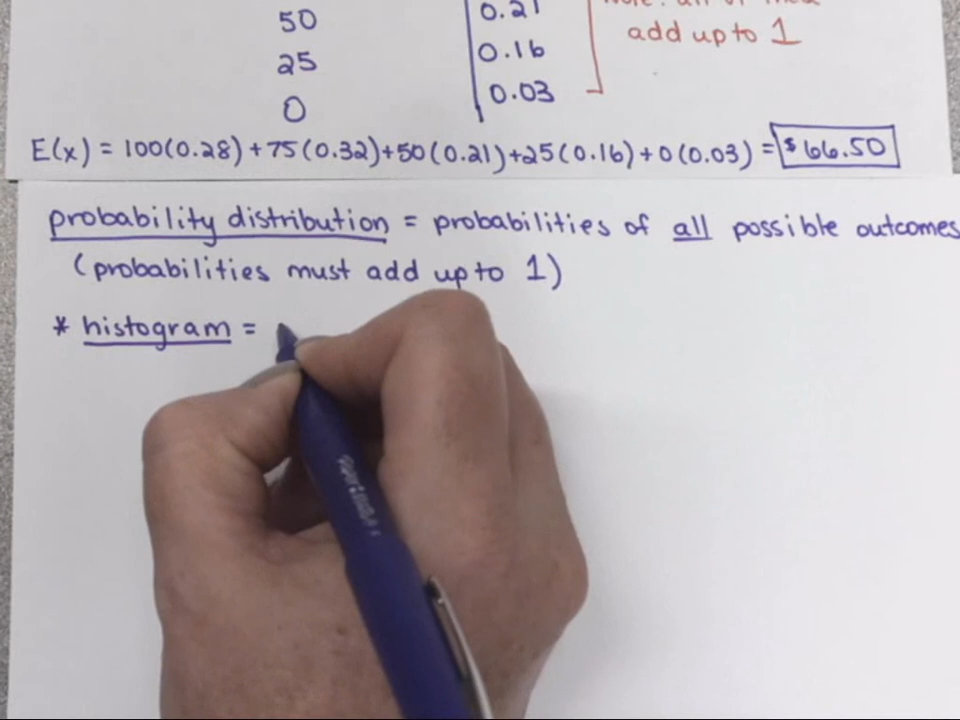 50 0.21
25 0.16 add up to 1
0 0.03
E(x) = 100(0.28)+75(0.32)+50(0.21)+25(0.16)+0(0.03) = $66.50
probability distribution = probabilities of all possible outcomes
(probabilities must add up to 1)
* histogram =